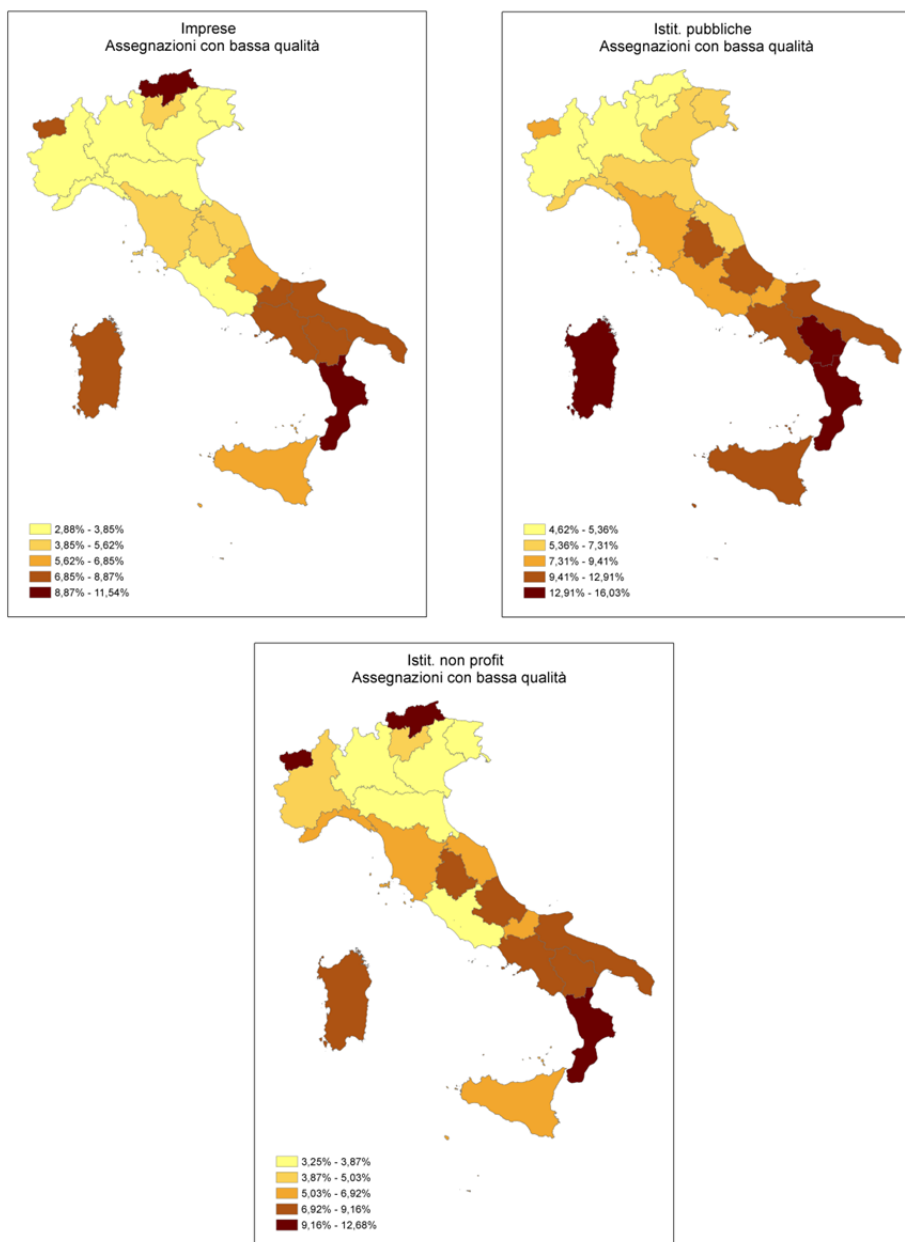 Imprese
Assegnazioni con bassa qualità
2,88% - 3,85%
3,85% - 5,62%
5,62% - 6,85%
6,85% - 8,87%
8,87% - 11,54%
Istit. pubbliche
Assegnazioni con bassa qualità
4,62% - 5,36%
5,36% - 7,31%
7,31% - 9,41%
9,41% - 12,91%
12,91% - 16,03%
Istit. non profit
Assegnazioni con bassa qualità
3,25% - 3,87%
3,87% - 5,03%
5,03% - 6,92%
6,92% - 9,16%
9,16% - 12,68%